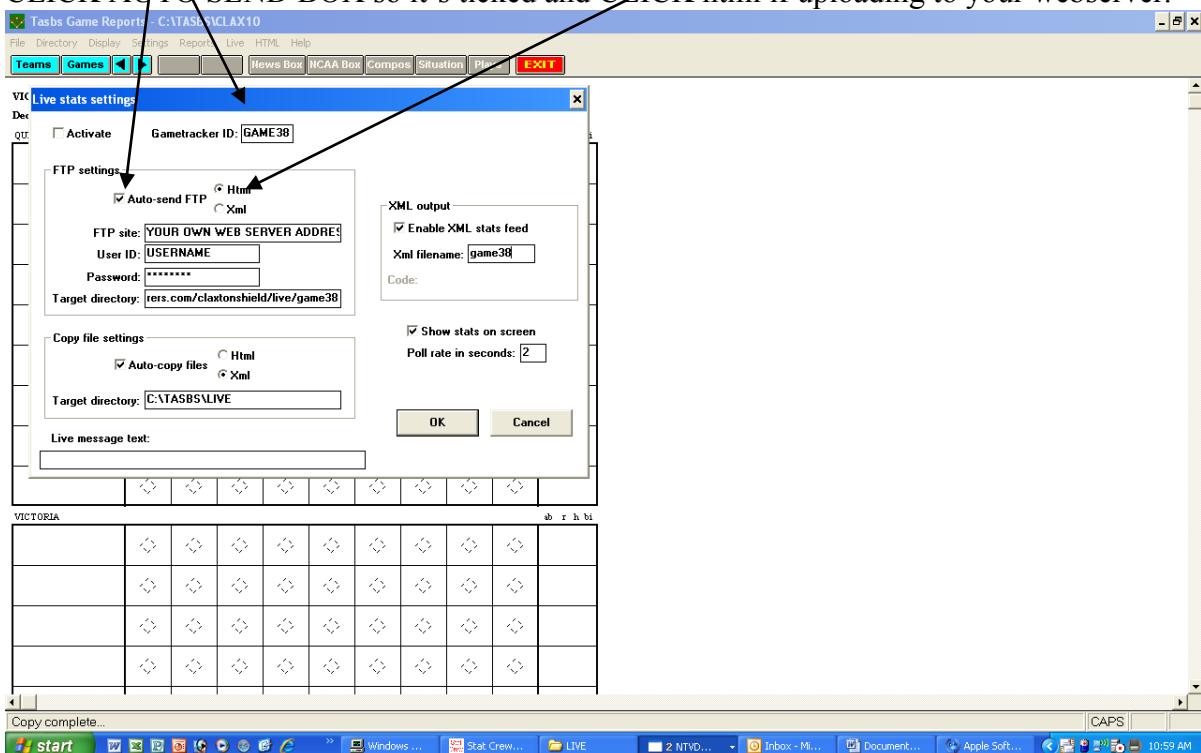 CLICK AUTO SEND BOX so it's ticked and CLICK html if uploading to your webserver.
Tasbs Game Reports - C:\TASBS\CLAX10
File Directory Display Settings Reports Live HTML Help
Teams Games News Box NCAA Box Compos Situation Plays EXIT
Live stats settings
Activate Gametracker ID: GAME38
FTP settings
Auto-send FTP
Html
Xml
FTP site: YOUR OWN WEB SERVER ADDRES
User ID: USERNAME
Password: ********
Target directory: rers.com/claxtonshield/live/game38
XML output
Enable XML stats feed
Xml filename: game38
Code:
Copy file settings
Auto-copy files
Html
Xml
Target directory: C:\TASBS\LIVE
Show stats on screen
Poll rate in seconds: 2
OK Cancel
Live message text:
VICTORIA ab r h bi
Copy complete...
CAPS
start Windows ... Stat Crew... LIVE 2 NTVD... Inbox - Mi... Document... Apple Soft... 10:59 AM